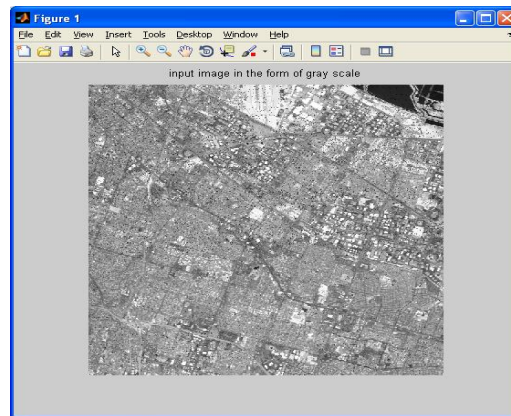 Figure 1
File Edit View Insert Tools Desktop Window Help
input image in the form of gray scale